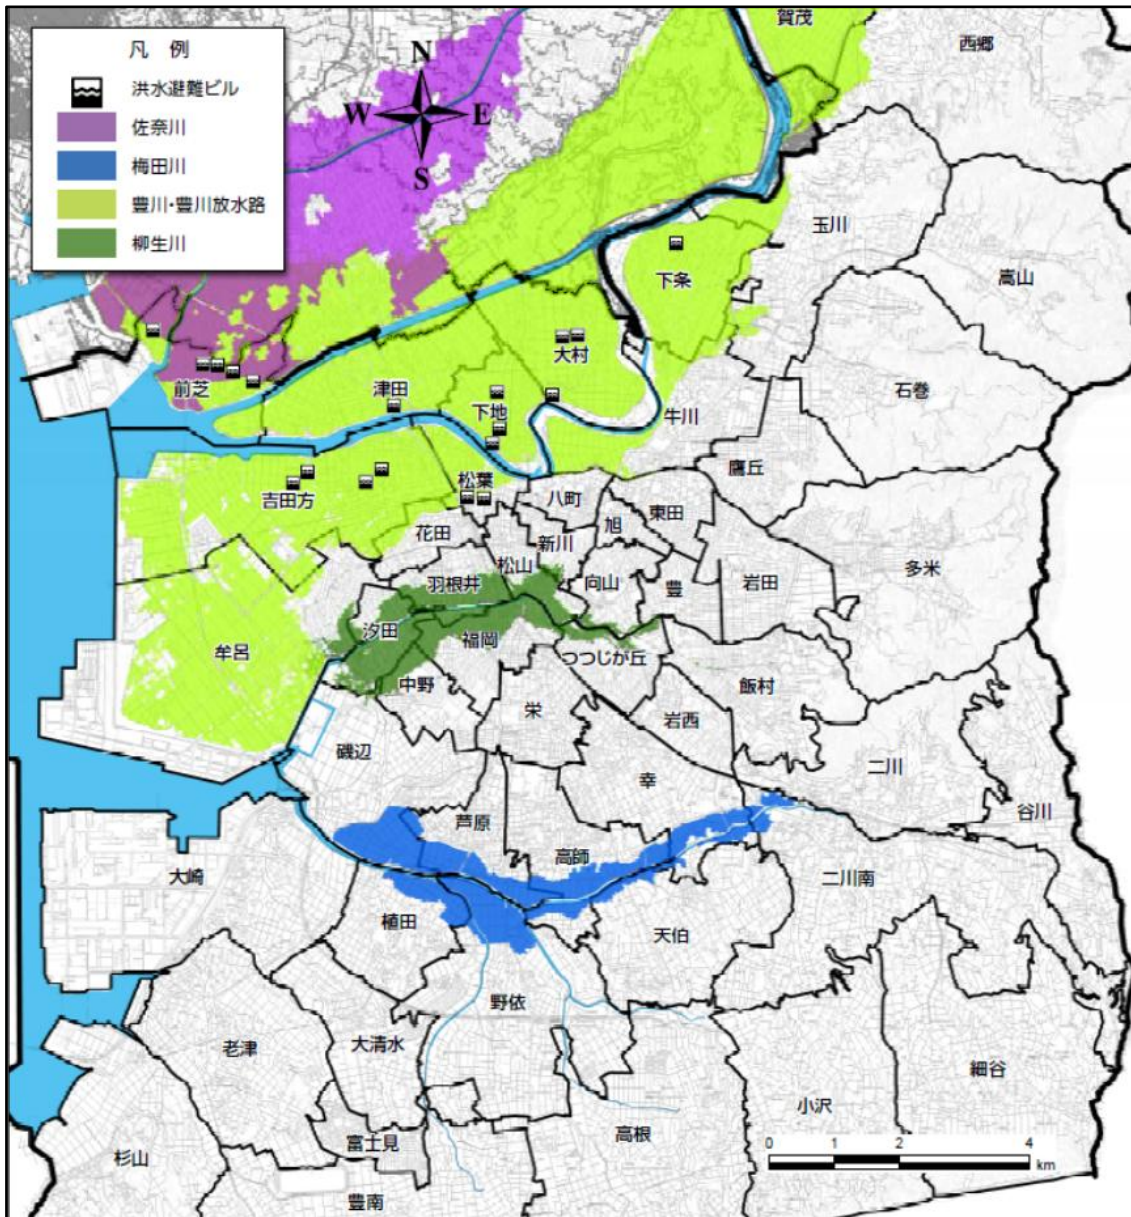 凡 例
洪水避難ビル
佐奈川
梅田川
豊川・豊川放水路
柳生川
N
W
E
S
賀茂
西郷
玉川
嵩山
下条
大村
前芝
津田
下地
牛川
石巻
鷹丘
吉田方
松葉
八町
東田
花田
旭
新川
松山
羽根井
向山
豊
岩田
多米
汐田
牟呂
福岡
つつじが丘
飯村
中野
栄
岩西
磯辺
二川
幸
谷川
芦原
高師
大崎
二川南
植田
天伯
野依
老津
大清水
細谷
小沢
高根
富士見
杉山
豊南
0 1 2 4
km